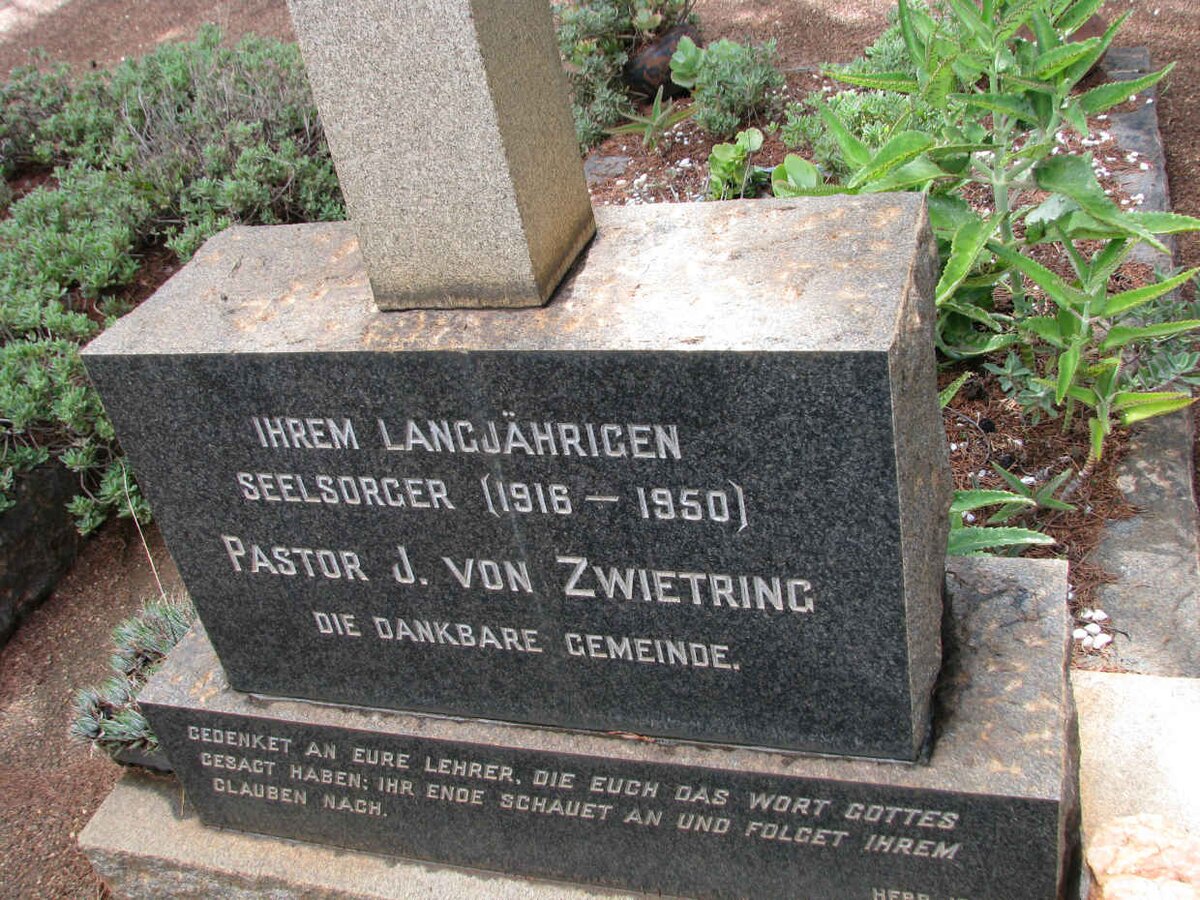 IHREM LANGJÄHRIGEN
SEELSORGER (1916 – 1950)
PASTOR J. VON ZWIETRING
DIE DANKBARE GEMEINDE.
GEDENKET AN EURE LEHRER, DIE EUCH DAS WORT GOTTES
GESAGT HABEN; IHR ENDE SCHAUET AN UND FOLGET IHREM
GLAUBEN NACH.